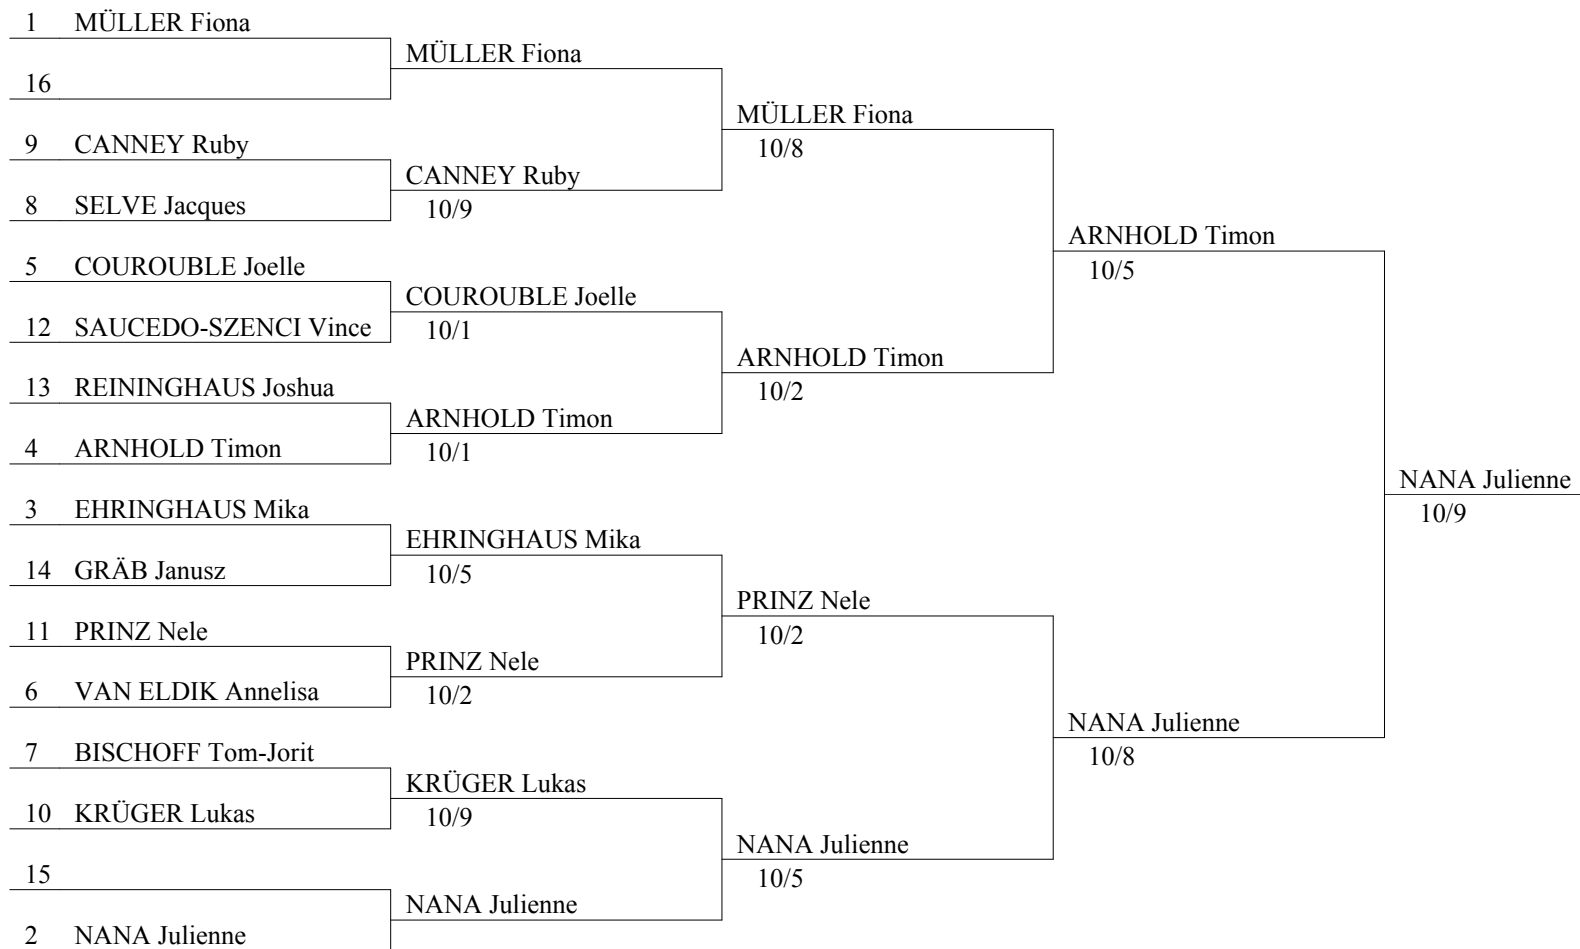 1 MÜLLER Fiona
MÜLLER Fiona
16
MÜLLER Fiona
10/8
9 CANNEY Ruby
CANNEY Ruby
10/9
8 SELVE Jacques
ARNHOLD Timon
10/5
5 COUROUBLE Joelle
COUROUBLE Joelle
10/1
12 SAUCEDO-SZENCI Vince
ARNHOLD Timon
10/2
13 REININGHAUS Joshua
ARNHOLD Timon
10/1
4 ARNHOLD Timon
NANA Julienne
10/9
3 EHRINGHAUS Mika
EHRINGHAUS Mika
10/5
14 GRÄB Janusz
PRINZ Nele
10/2
11 PRINZ Nele
PRINZ Nele
10/2
6 VAN ELDIK Annelisa
NANA Julienne
10/8
7 BISCHOFF Tom-Jorit
KRÜGER Lukas
10/9
10 KRÜGER Lukas
NANA Julienne
10/5
15
NANA Julienne
2 NANA Julienne